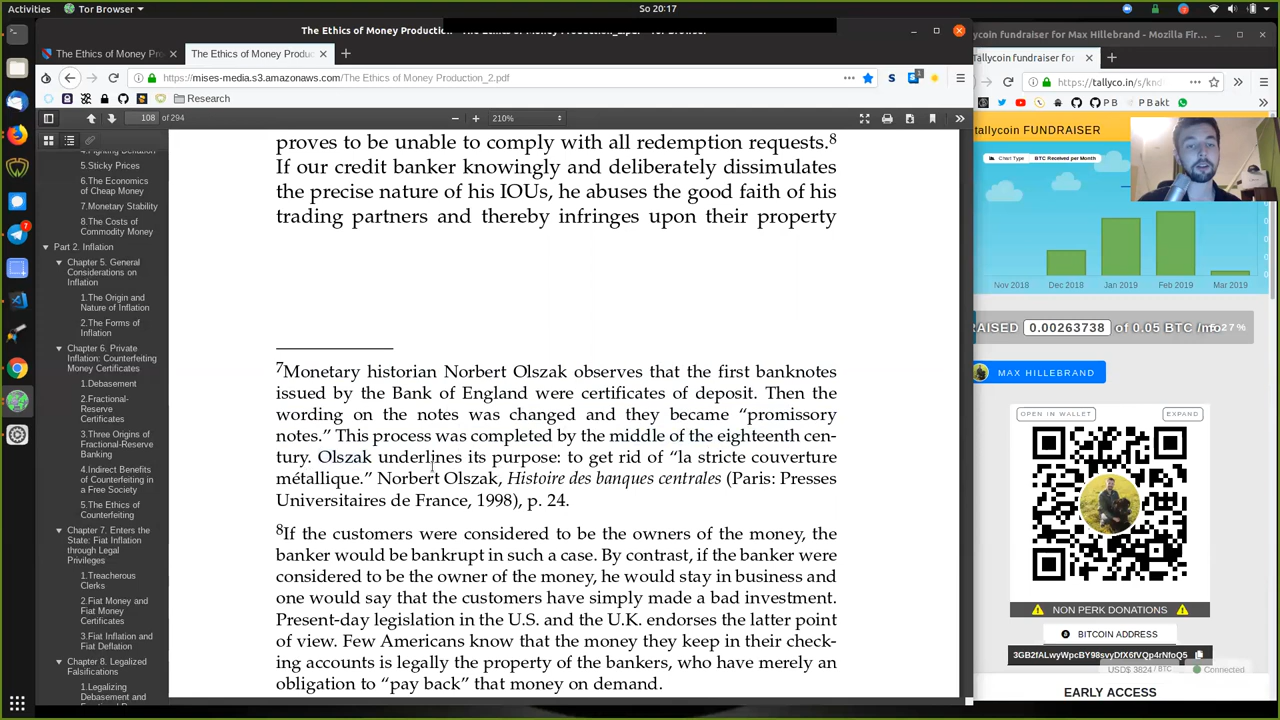 Activities
Tor Browser
So 20:17
The Ethics of Money Production
The Ethics of Money Pro
The Ethics of Money Produc
https://mises-media.s3.amazonaws.com/The Ethics of Money Production_2.pdf
Research
108 of 294
210%
5.Sticky Prices
6.The Economics
of Cheap Money
7.Monetary Stability
8.The Costs of
Commodity Money
Part 2. Inflation
Chapter 5. General
Considerations on
Inflation
1.The Origin and
Nature of Inflation
2.The Forms of
Inflation
Chapter 6. Private
Inflation: Counterfeiting
Money Certificates
1.Debasement
2.Fractional-
Reserve
Certificates
3.Three Origins of
Fractional-Reserve
Banking
4.Indirect Benefits
of Counterfeiting in
a Free Society
5.The Ethics of
Counterfeiting
Chapter 7. Enters the
State: Fiat Inflation
through Legal
Privileges
1.Treacherous
Clerks
2.Fiat Money and
Fiat Money
Certificates
3.Fiat Inflation and
Fiat Deflation
Chapter 8. Legalized
Falsifications
1.Legalizing
Debasement and
proves to be unable to comply with all redemption requests.8
If our credit banker knowingly and deliberately dissimulates
the precise nature of his IOUs, he abuses the good faith of his
trading partners and thereby infringes upon their property
7Monetary historian Norbert Olszak observes that the first banknotes
issued by the Bank of England were certificates of deposit. Then the
wording on the notes was changed and they became “promissory
notes.” This process was completed by the middle of the eighteenth cen-
tury. Olszak underlines its purpose: to get rid of “la stricte couverture
métallique.” Norbert Olszak, Histoire des banques centrales (Paris: Presses
Universitaires de France, 1998), p. 24.
8If the customers were considered to be the owners of the money, the
banker would be bankrupt in such a case. By contrast, if the banker were
considered to be the owner of the money, he would stay in business and
one would say that the customers have simply made a bad investment.
Present-day legislation in the U.S. and the U.K. endorses the latter point
of view. Few Americans know that the money they keep in their check-
ing accounts is legally the property of the bankers, who have merely an
obligation to “pay back” that money on demand.
lycoin fundraiser for Max Hillebrand - Mozilla Fir
Tallycoin fundraiser for
https://tallyco.in/s/knd
P B
P Bakt
tallycoin FUNDRAISER
Chart Type BTC Received per Month
Nov 2018 Dec 2018 Jan 2019 Feb 2019 Mar 2019
RAISED 0.00263738 of 0.05 BTC /mo
MAX HILLEBRAND
OPEN IN WALLET
EXPAND
NON PERK DONATIONS
BITCOIN ADDRESS
3GB2fALwyWpcBY98svyDfX6fVG9p4rNfoQ5
USD$ 3824 / BTC
Connected
EARLY ACCESS